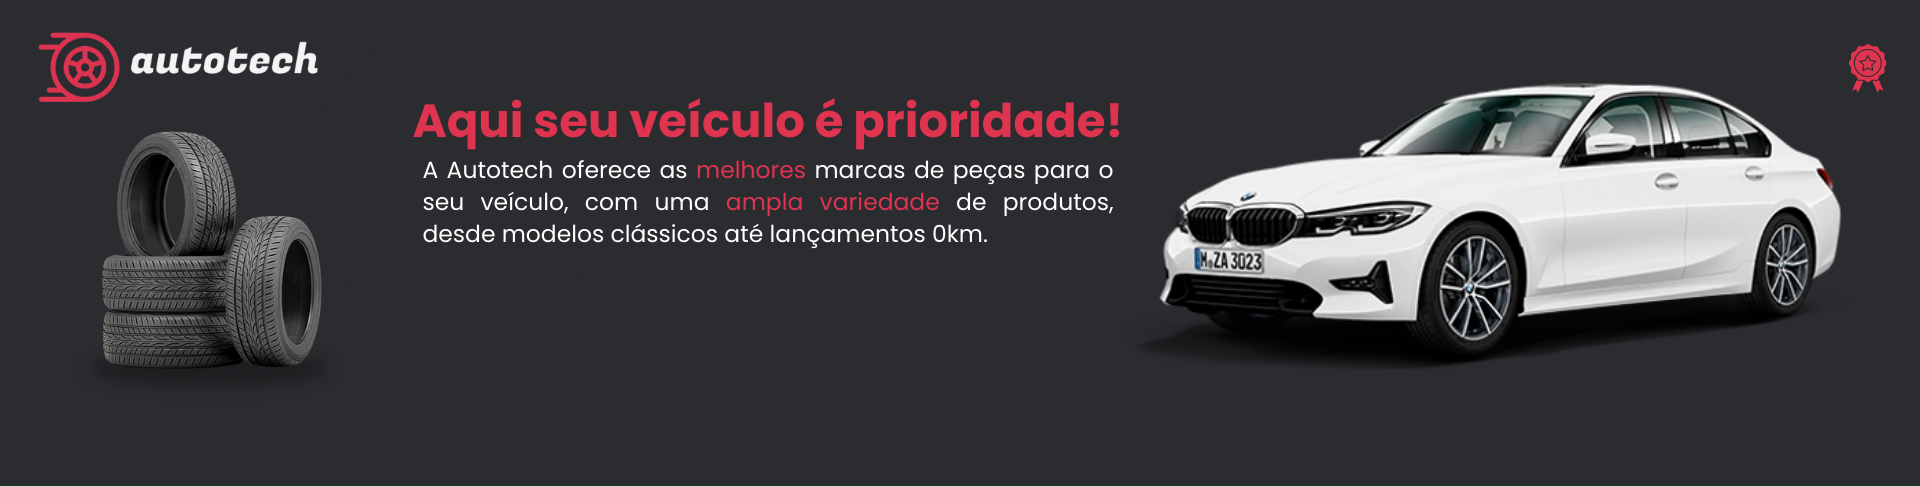 autotech
Aqui seu veículo é prioridade!
A Autotech oferece as melhores marcas de peças para o
seu veículo, com uma ampla variedade de produtos,
desde modelos clássicos até lançamentos 0km.
M ZA 3023